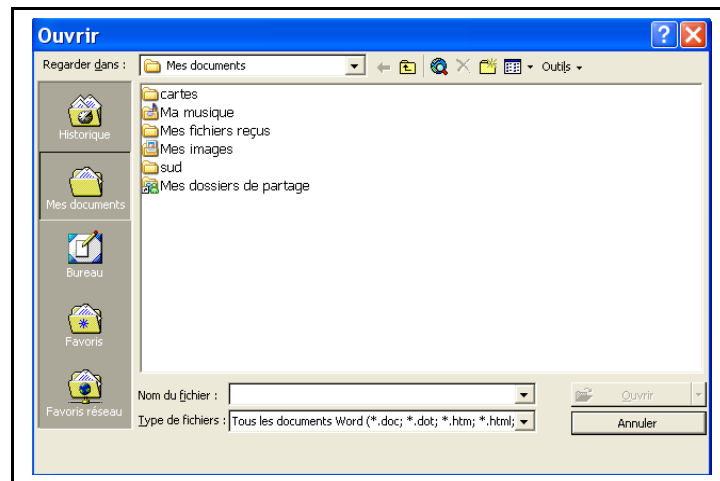 Ouvrir
Regarder dans :
Mes documents
Outils
Historique
Mes documents
Bureau
Favoris
Favoris réseau
cartes
Ma musique
Mes fichiers reçus
Mes images
sud
Mes dossiers de partage
Nom du fichier :
Ouvrir
Type de fichiers :
Tous les documents Word (*.doc; *.dot; *.htm; *.html;
Annuler